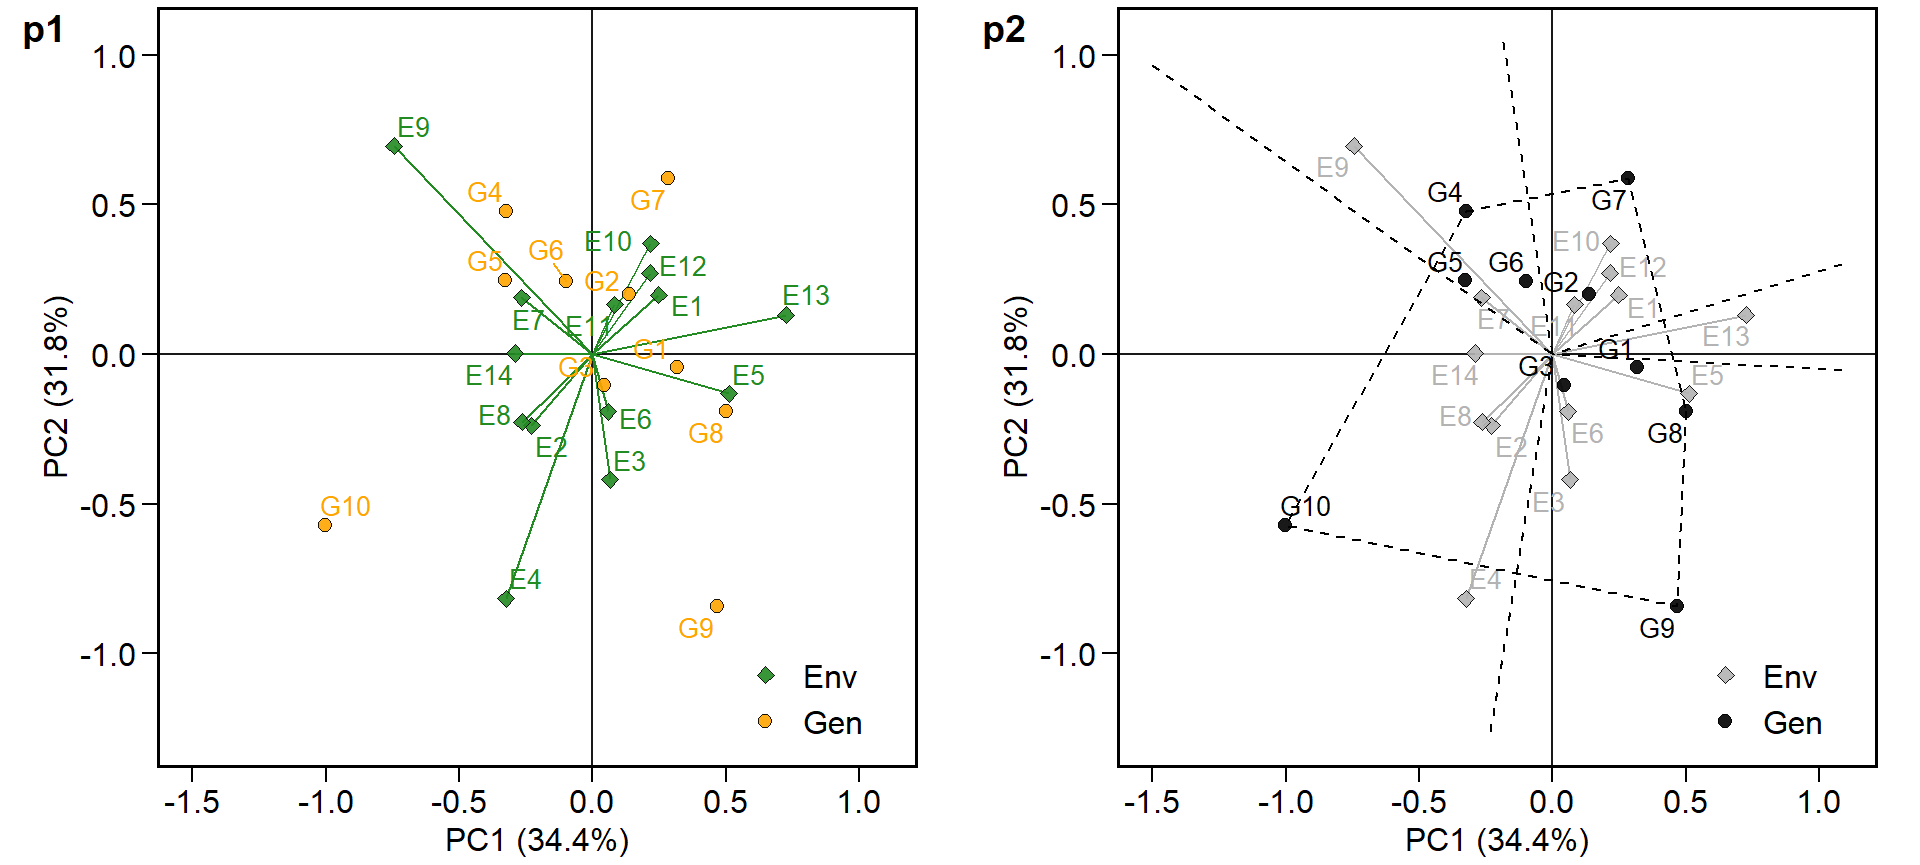 p1
1.0
0.5
0.0
-0.5
-1.0
PC2 (31.8%)
E9
G4
G7
G6
E10
G5
G2
E12
E7
E11
E1
E13
G1
E14
G3
E5
E8
E6
G8
E2
E3
G10
E4
G9
Env
Gen
-1.5
-1.0
-0.5
0.0
0.5
1.0
PC1 (34.4%)
p2
1.0
0.5
0.0
-0.5
-1.0
PC2 (31.8%)
E9
G4
G7
E10
G5
G6
G2
E12
E7
E11
E1
E13
G1
G3
E14
E5
E8
E6
G8
E2
E3
G10
E4
G9
Env
Gen
-1.5
-1.0
-0.5
0.0
0.5
1.0
PC1 (34.4%)